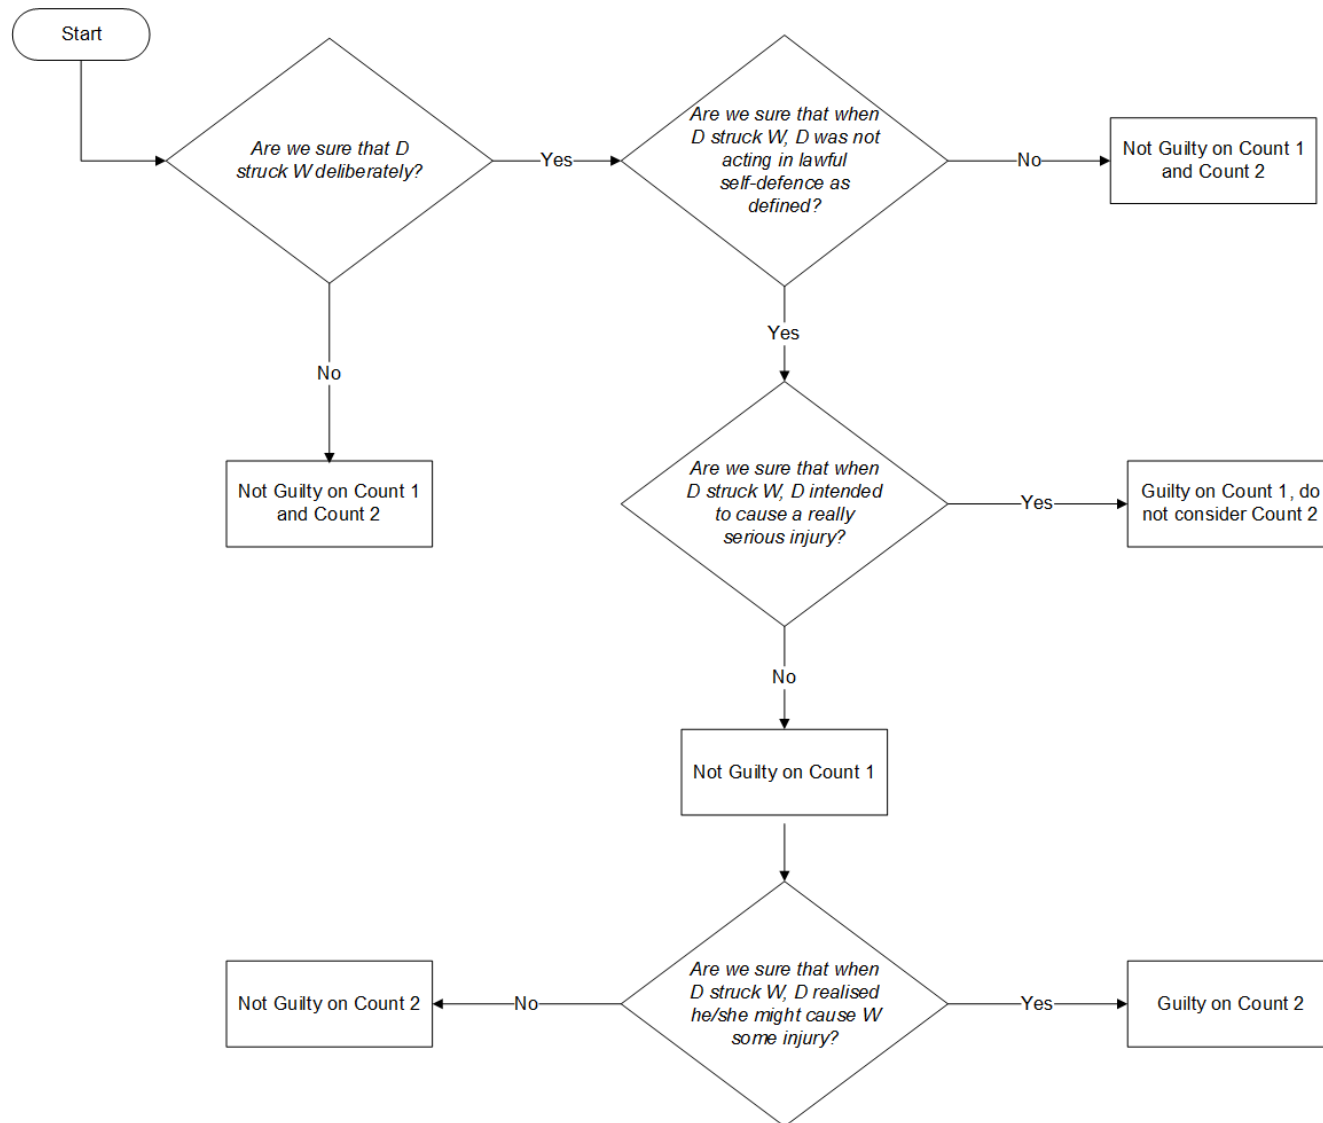 Start
Are we sure that D
struck W deliberately?
Yes
Are we sure that when
D struck W, D was not
acting in lawful
self-defence as
defined?
No
Not Guilty on Count 1
and Count 2
No
Not Guilty on Count 1
and Count 2
Yes
Are we sure that when
D struck W, D intended
to cause a really
serious injury?
Yes
Guilty on Count 1, do
not consider Count 2
No
Not Guilty on Count 1
Are we sure that when
D struck W, D realised
he/she might cause W
some injury?
No
Not Guilty on Count 2
Yes
Guilty on Count 2